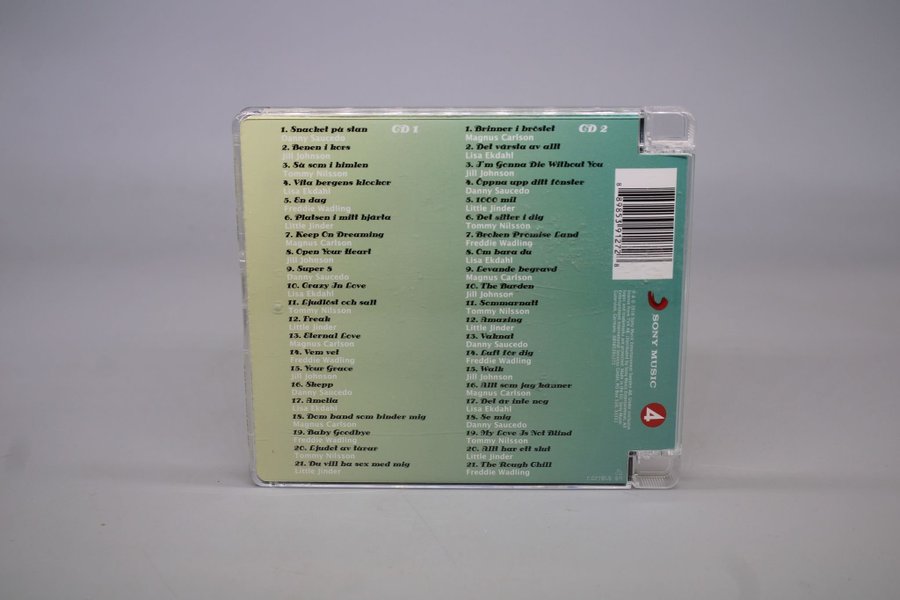 CD 1
1. Snacket på stan
Danny Saucedo
2. Benen i kors
Jill Johnson
3. Så som i himlen
Tommy Nilsson
4. Vita bergens klockor
Lisa Ekdahl
5. En dag
Freddie Wadling
6. Platsen i mitt hjärta
Little Jinder
7. Keep On Dreaming
Magnus Carlson
8. Open Your Heart
Jill Johnson
9. Super 8
Danny Saucedo
10. Crazy In Love
Lisa Ekdahl
11. Ljudlöst och salt
Tommy Nilsson
12. Freak
Little Jinder
13. Eternal Love
Magnus Carlson
14. Vem vet
Freddie Wadling
15. Your Grace
Jill Johnson
16. Skepp
Danny Saucedo
17. Amelia
Lisa Ekdahl
18. Dom band som binder mig
Magnus Carlson
19. Baby Goodbye
Freddie Wadling
20. Ljudet av tårar
Tommy Nilsson
21. Du vill ha sex med mig
Little Jinder
CD 2
1. Brinner i bröstet
Magnus Carlson
2. Det värsta av allt
Lisa Ekdahl
3. I'm Gonna Die Without You
Jill Johnson
4. Öppna upp ditt fönster
Danny Saucedo
5. 1000 mil
Little Jinder
6. Det sitter i dig
Tommy Nilsson
7. Broken Promise Land
Freddie Wadling
8. Om bara du
Lisa Ekdahl
9. Levande begravd
Magnus Carlson
10. The Burden
Jill Johnson
11. Sommarnatt
Tommy Nilsson
12. Amazing
Little Jinder
13. Vaknat
Danny Saucedo
14. Luft för dig
Freddie Wadling
15. Walk
Jill Johnson
16. Allt som jag känner
Magnus Carlson
17. Det är inte nog
Lisa Ekdahl
18. Se mig
Danny Saucedo
19. My Love Is Not Blind
Tommy Nilsson
20. Allt har ett slut
Little Jinder
21. The Rough Chill
Freddie Wadling
8 89853 91272 8
SONY MUSIC
4